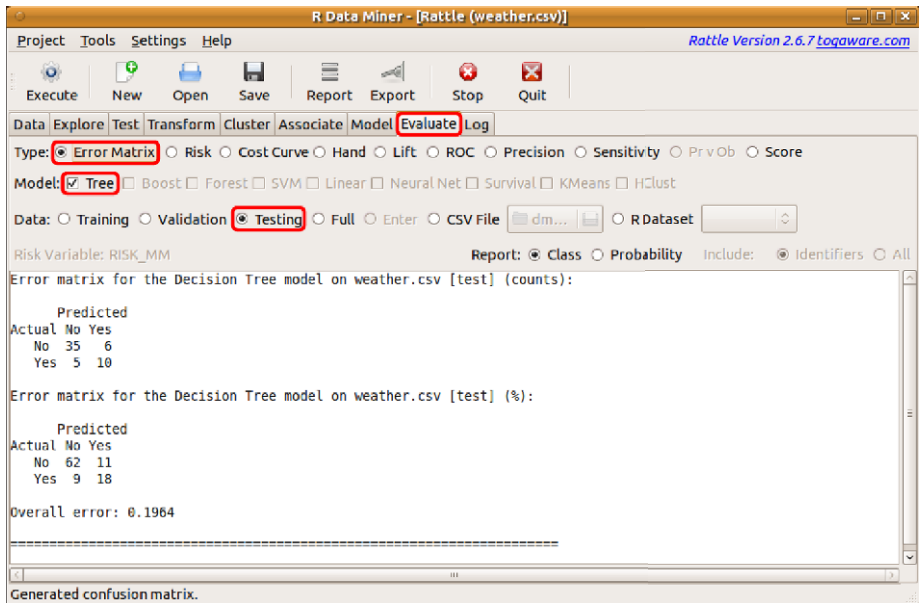 R Data Miner - [Rattle (weather.csv)]
Project Tools Settings Help Rattle Version 2.6.7 togaware.com
Execute New Open Save Report Export Stop Quit
Data Explore Test Transform Cluster Associate Model Evaluate Log
Type: Error Matrix Risk Cost Curve Hand Lift ROC Precision Sensitivity Pr v Ob Score
Model: Tree Boost Forest SVM Linear Neural Net Survival KMeans HClust
Data: Training Validation Testing Full Enter CSV File dm... R Dataset
Risk Variable: RISK_MM Report: Class Probability Include: Identifiers All
Error matrix for the Decision Tree model on weather.csv [test] (counts):
Predicted
Actual No Yes
No 35 6
Yes 5 10
Error matrix for the Decision Tree model on weather.csv [test] (%):
Predicted
Actual No Yes
No 62 11
Yes 9 18
Overall error: 0.1964
======================================================================
Generated confusion matrix.